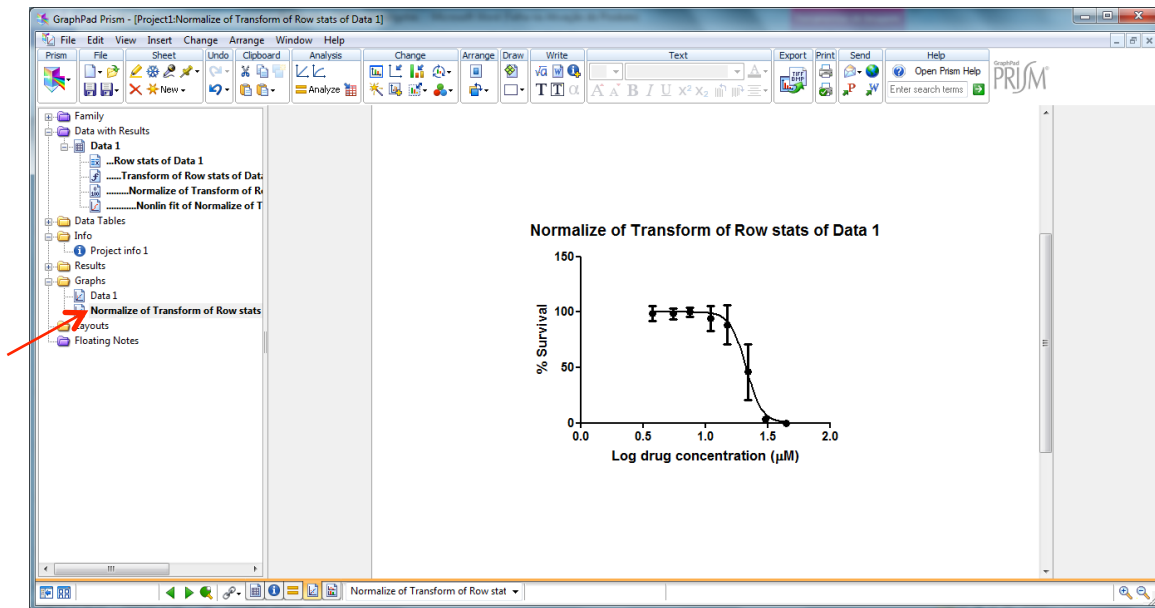 GraphPad Prism - [Project1:Normalize of Transform of Row stats of Data 1]
File Edit View Insert Change Arrange Window Help
Prism File Sheet Undo Clipboard Analysis Change Arrange Draw Write Text Export Print Send Help
New
Analyze
√α
T T α
A A B I U X² X₂
TIFF
BMP
Open Prism Help
Enter search terms
GraphPad
PRISM
Family
Data with Results
Data 1
...Row stats of Data 1
......Transform of Row stats of Data
.........Normalize of Transform of R
............Nonlin fit of Normalize of T
Data Tables
Info
Project info 1
Results
Graphs
Data 1
Normalize of Transform of Row stats
Layouts
Floating Notes
Normalize of Transform of Row stats of Data 1
150
100
50
0
% Survival
0.0 0.5 1.0 1.5 2.0
Log drug concentration (µM)
Normalize of Transform of Row stat